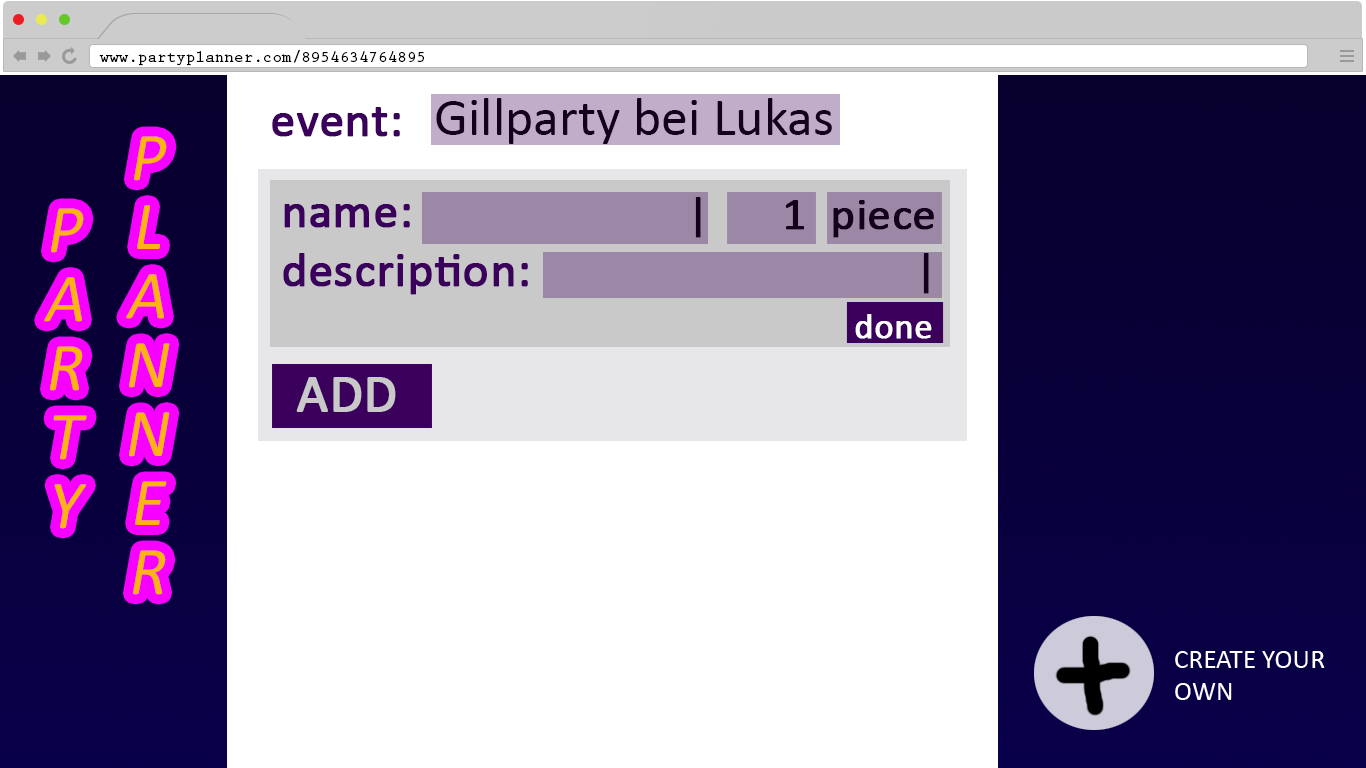 www.partyplanner.com/8954634764895
PARTY
PLANNER
event: Gillparty bei Lukas
name: | 1 piece
description: |
done
ADD
CREATE YOUR
OWN